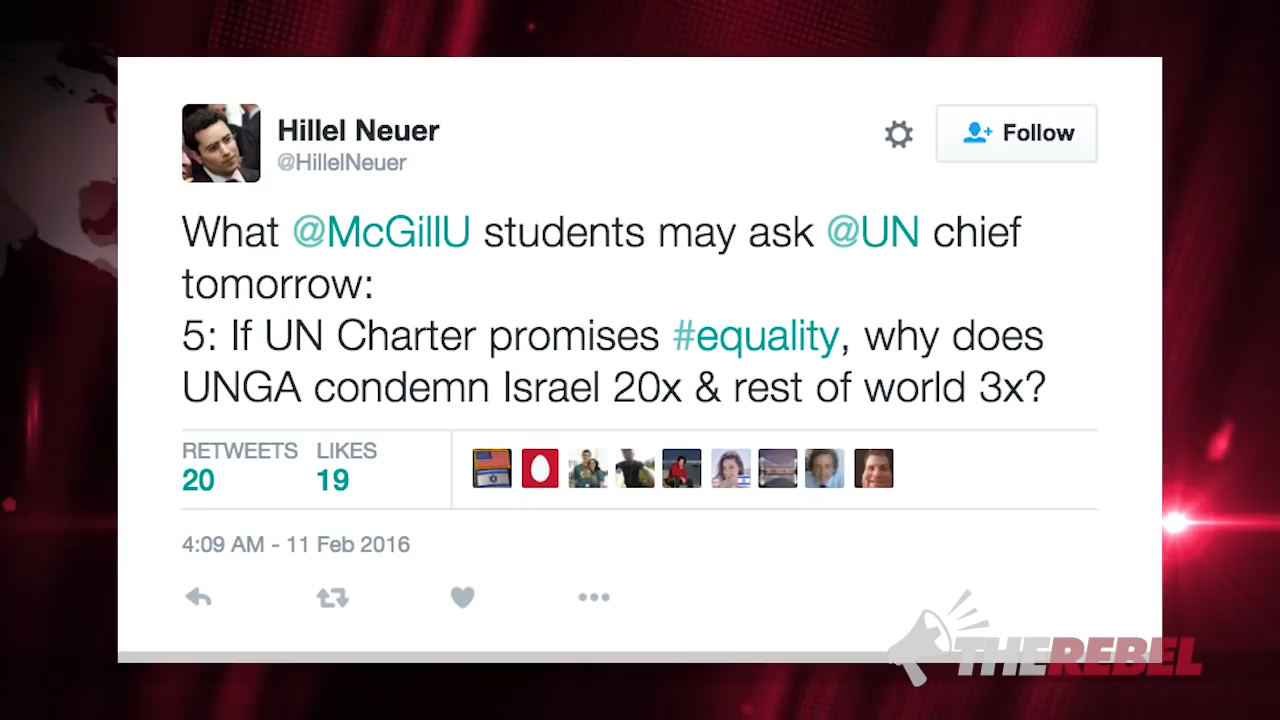 Hillel Neuer
@HillelNeuer
Follow
What @McGillU students may ask @UN chief
tomorrow:
5: If UN Charter promises #equality, why does
UNGA condemn Israel 20x & rest of world 3x?
RETWEETS LIKES
20 19
4:09 AM - 11 Feb 2016
THEREBEL